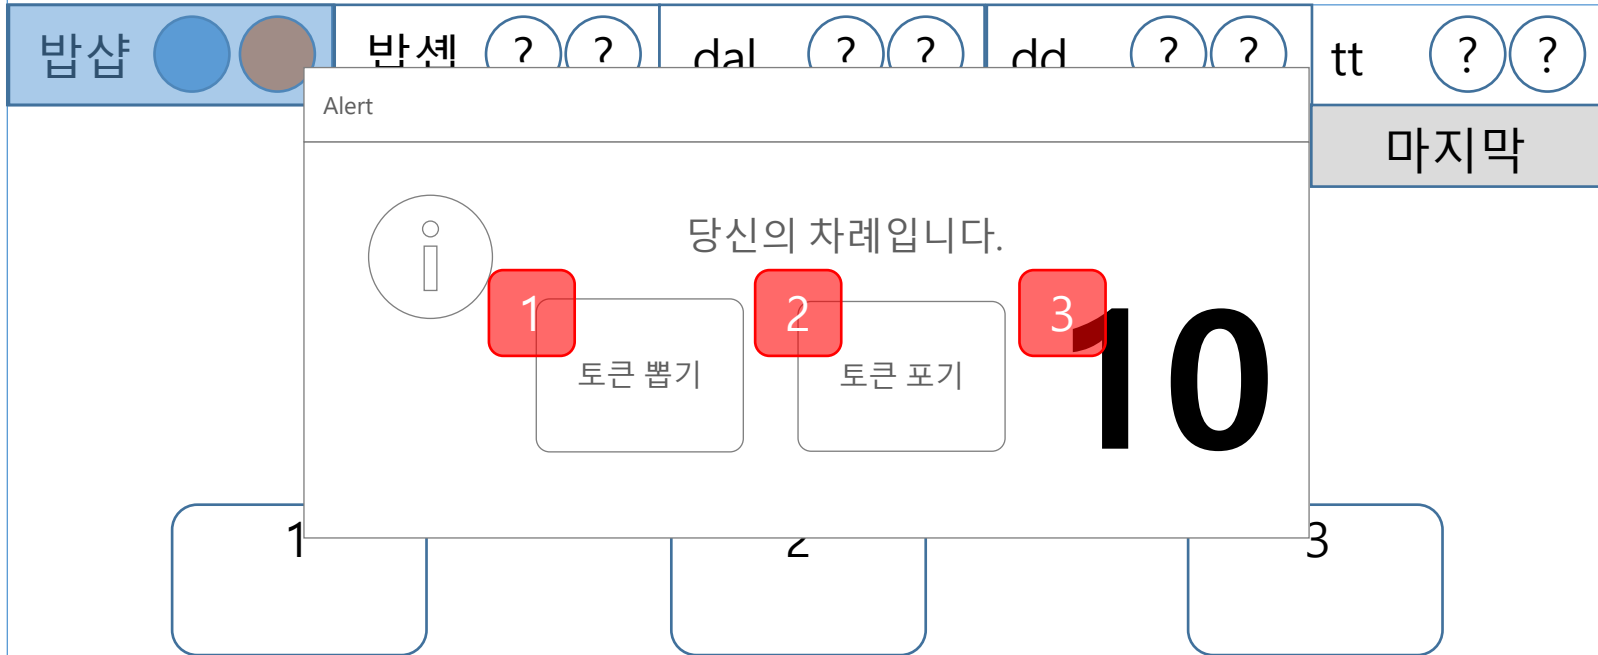 밥샵
밥셴 ? ?
dal ? ?
dd ? ?
tt ? ?
마지막
Alert
당신의 차례입니다.
1
2
3
토큰 뽑기
토큰 포기
10
1
2
3